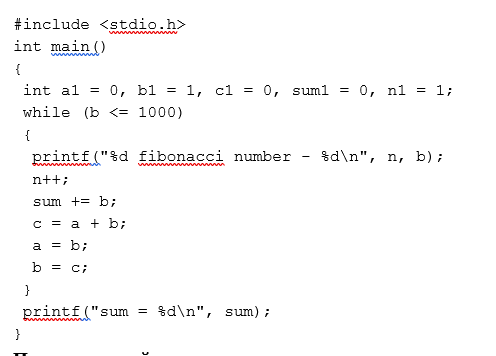 #include <stdio.h>
int main()
{
int a1 = 0, b1 = 1, c1 = 0, sum1 = 0, n1 = 1;
while (b <= 1000)
{
printf("%d fibonacci number - %d\n", n, b);
n++;
sum += b;
c = a + b;
a = b;
b = c;
}
printf("sum = %d\n", sum);
}